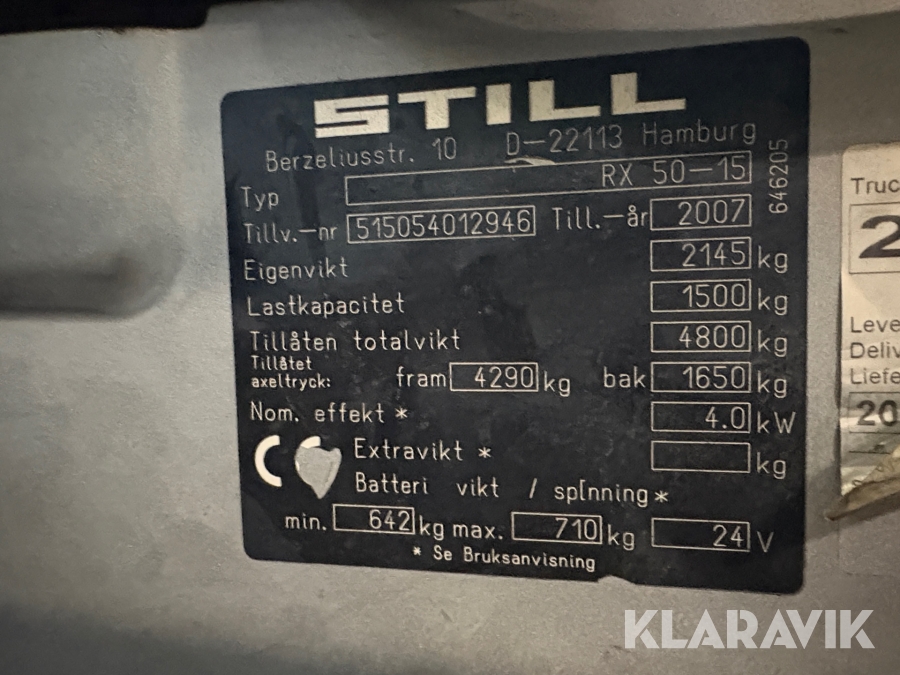 STILL
Berzeliusstr. 10 D-22113 Hamburg
Typ RX 50-15
646205
Tillv.-nr 515054012946 Till.-år 2007
Eigenvikt 2145 kg
Lastkapacitet 1500 kg
Tillåten totalvikt 4800 kg
Tillåtet
axeltryck: fram 4290 kg bak 1650 kg
Nom. effekt * 4.0 kW
CE
Extravikt * kg
Batteri vikt / spInning *
min. 642 kg max. 710 kg 24 V
* Se Bruksanvisning
Truc
2
Leve
Deliv
Liefe
20
KLARAVIK